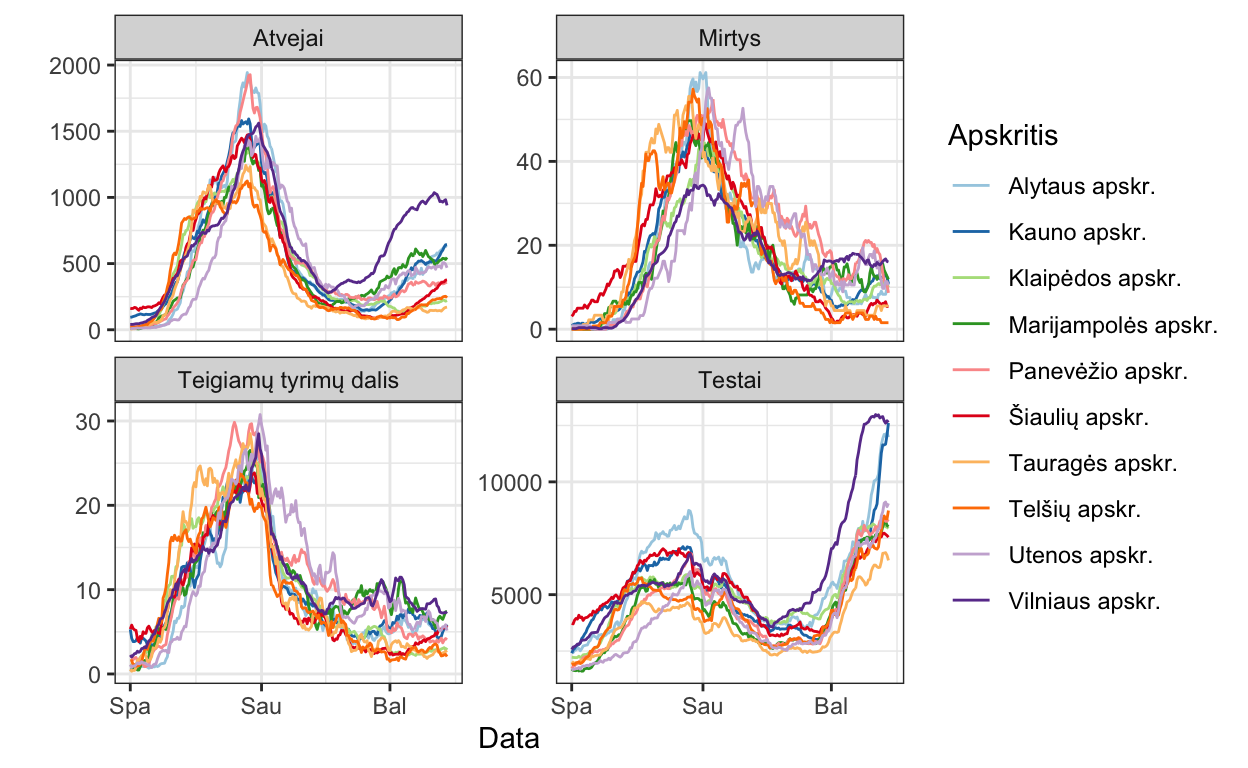 Atvejai
Mirtys
2000
1500
1000
500
0
60
40
20
0
Teigiamų tyrimų dalis
Testai
30
20
10
0
10000
5000
Spa Sau Bal
Spa Sau Bal
Data
Apskritis
Alytaus apskr.
Kauno apskr.
Klaipėdos apskr.
Marijampolės apskr.
Panevėžio apskr.
Šiaulių apskr.
Tauragės apskr.
Telšių apskr.
Utenos apskr.
Vilniaus apskr.